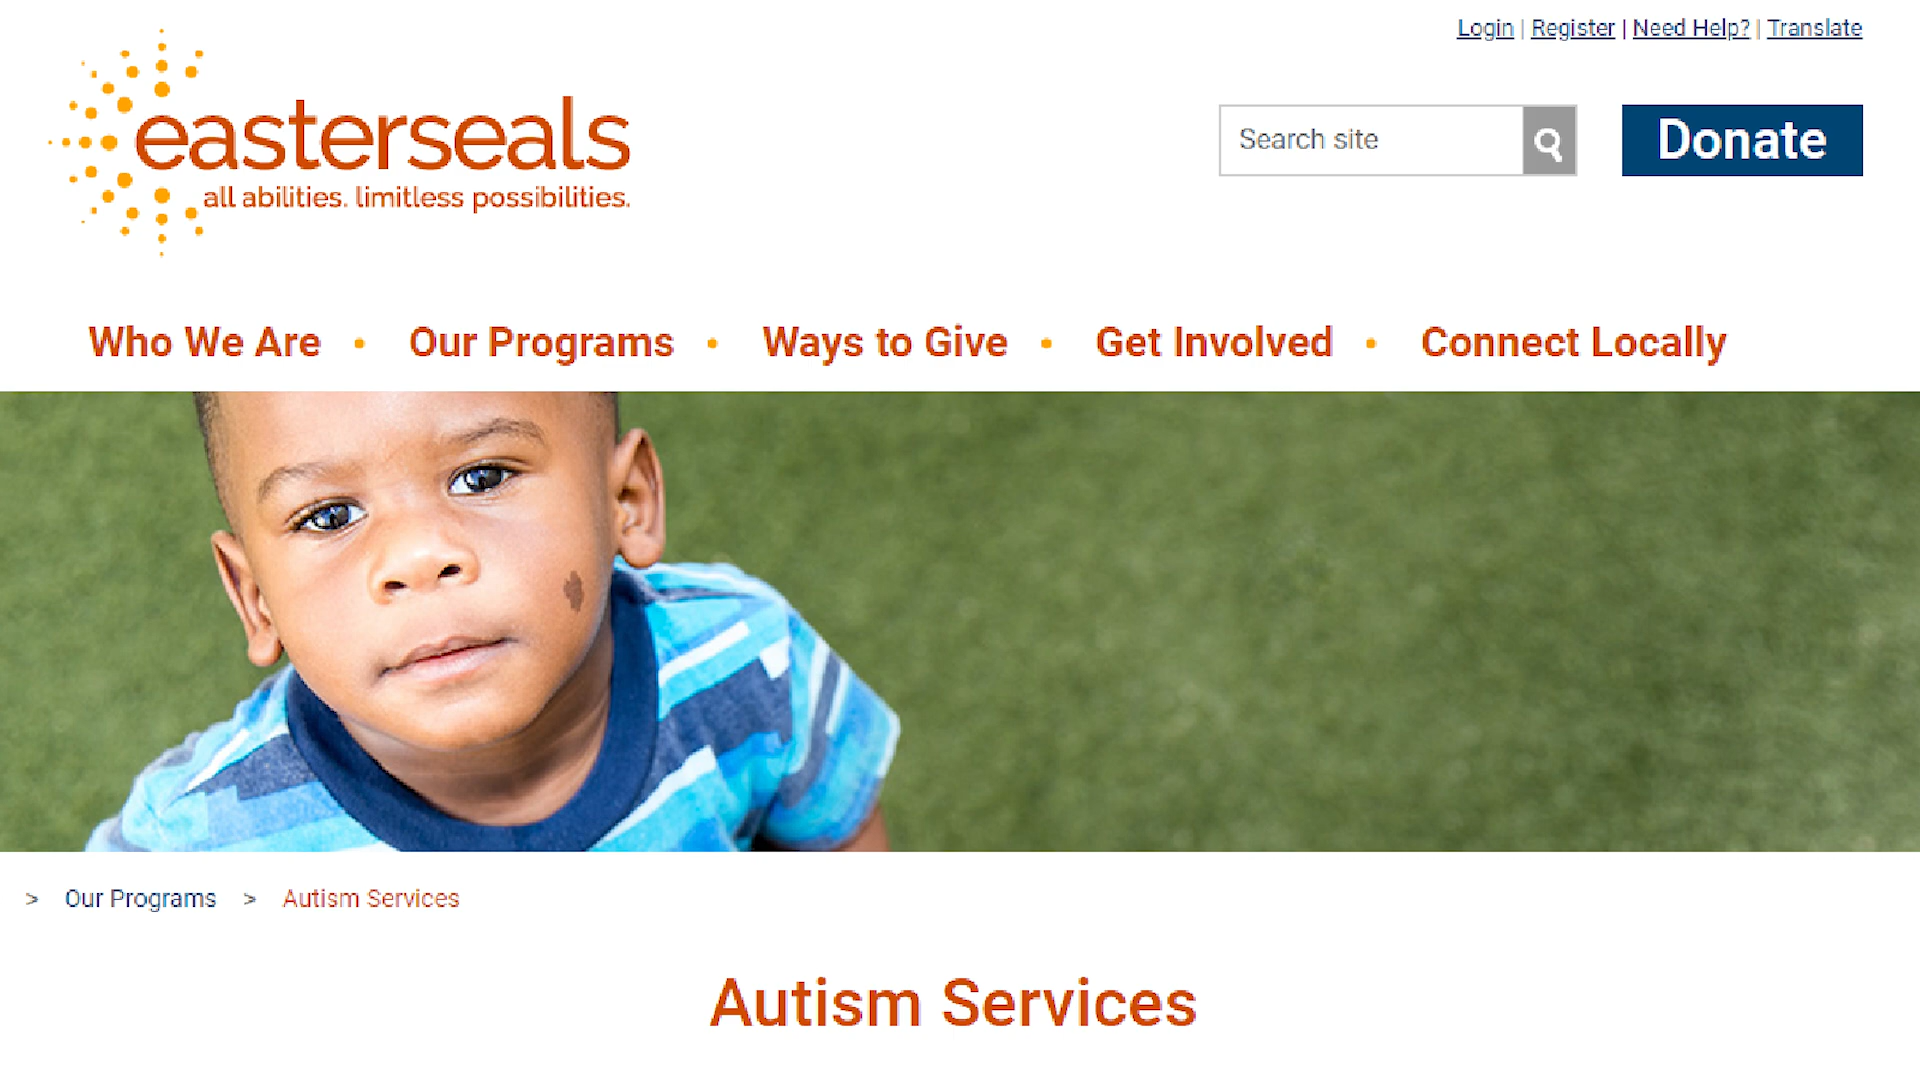 Login | Register | Need Help? | Translate
easterseals
all abilities. limitless possibilities.
Search site
Donate
Who We Are • Our Programs • Ways to Give • Get Involved • Connect Locally
> Our Programs > Autism Services
Autism Services